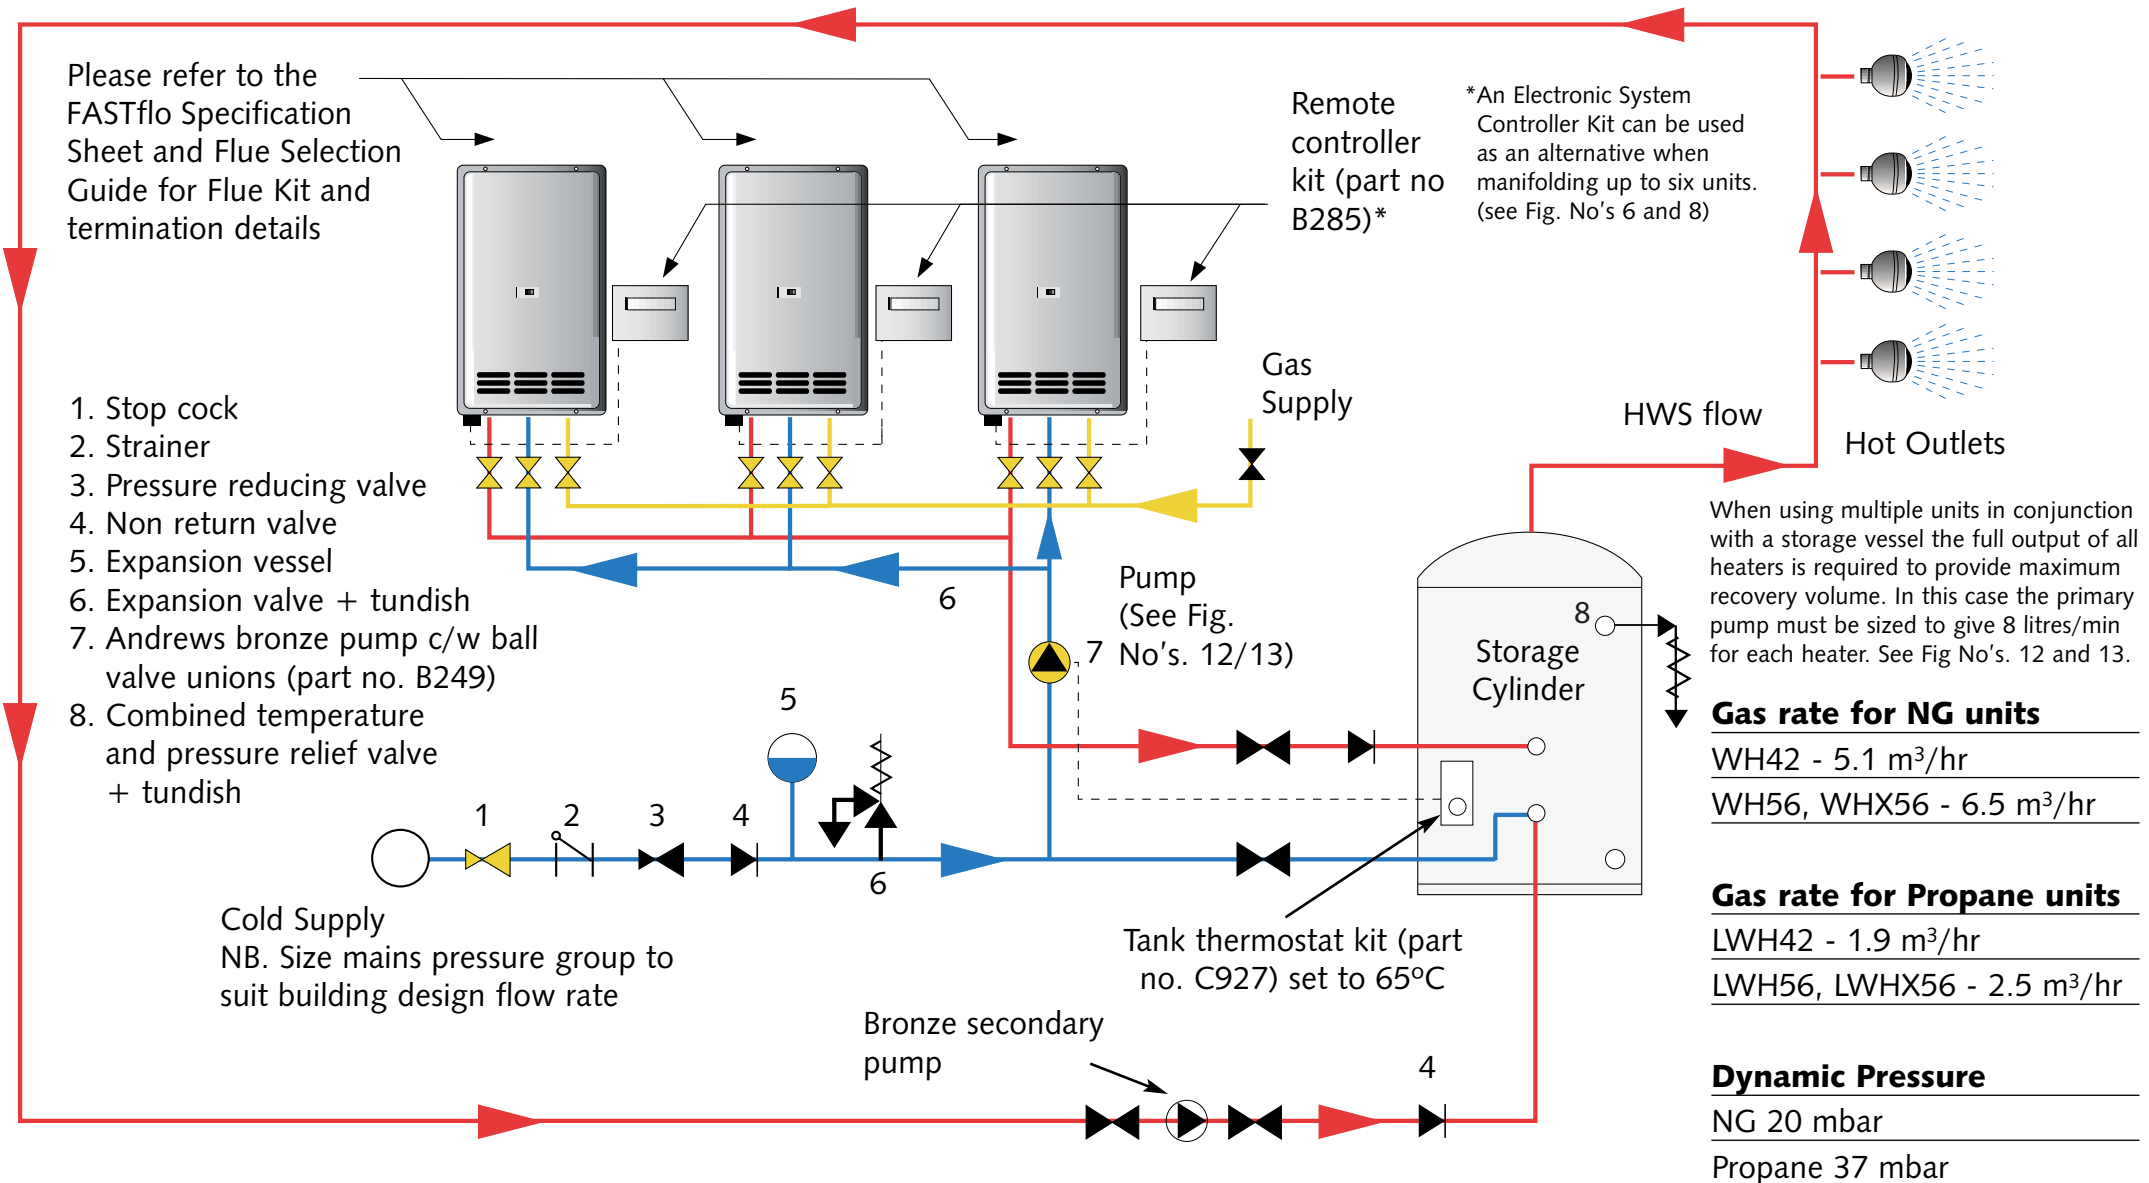 Please refer to the
FASTflo Specification
Sheet and Flue Selection
Guide for Flue Kit and
termination details
Remote
controller
kit (part no
B285)*
*An Electronic System
Controller Kit can be used
as an alternative when
manifolding up to six units.
(see Fig. No's 6 and 8)
Gas
Supply
1. Stop cock
2. Strainer
3. Pressure reducing valve
4. Non return valve
5. Expansion vessel
6. Expansion valve + tundish
7. Andrews bronze pump c/w ball
valve unions (part no. B249)
8. Combined temperature
and pressure relief valve
+ tundish
HWS flow
Hot Outlets
When using multiple units in conjunction
with a storage vessel the full output of all
heaters is required to provide maximum
recovery volume. In this case the primary
pump must be sized to give 8 litres/min
for each heater. See Fig No's. 12 and 13.
6
Pump
(See Fig.
No's. 12/13)
7
8
Storage
Cylinder
5
1
2
3
4
6
Cold Supply
NB. Size mains pressure group to
suit building design flow rate
Tank thermostat kit (part
no. C927) set to 65ºC
Bronze secondary
pump
4
Gas rate for NG units
WH42 - 5.1 m³/hr
WH56, WHX56 - 6.5 m³/hr
Gas rate for Propane units
LWH42 - 1.9 m³/hr
LWH56, LWHX56 - 2.5 m³/hr
Dynamic Pressure
NG 20 mbar
Propane 37 mbar